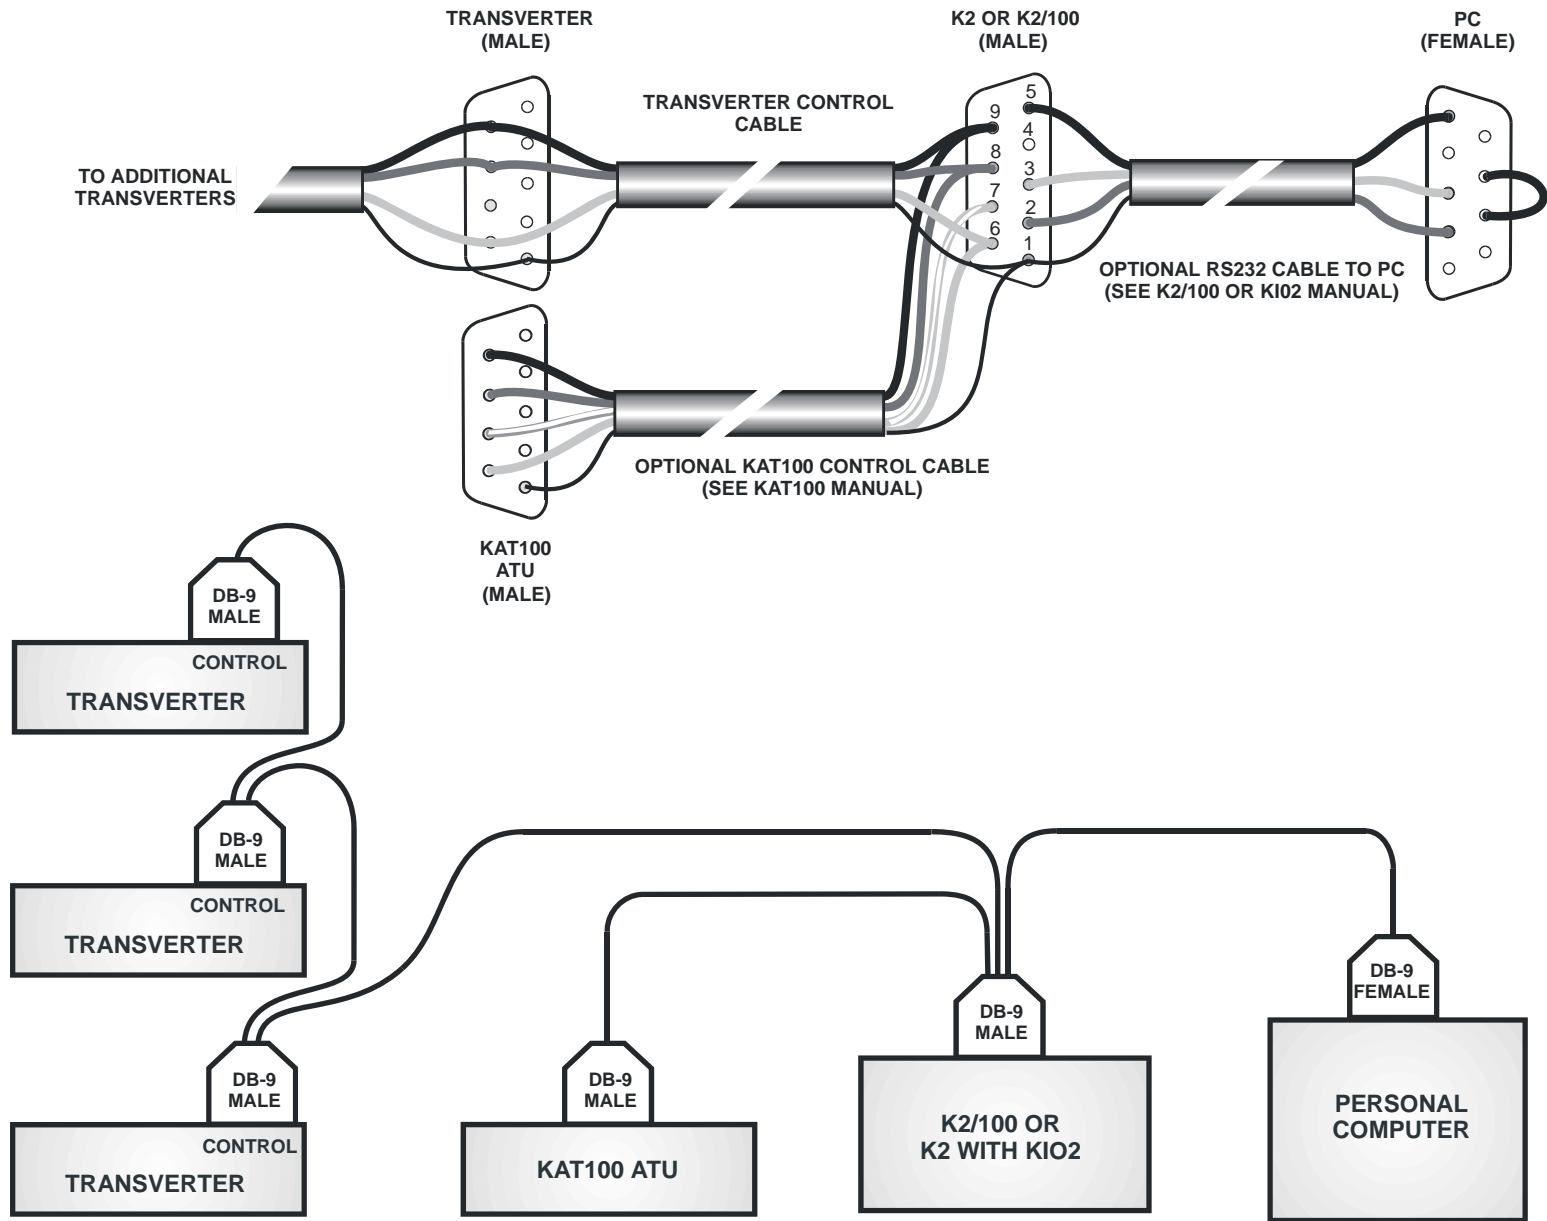 TRANSVERTER
(MALE)
K2 OR K2/100
(MALE)
PC
(FEMALE)
TRANSVERTER CONTROL
CABLE
5
9
4
8
3
7
2
6
1
TO ADDITIONAL
TRANSVERTERS
OPTIONAL RS232 CABLE TO PC
(SEE K2/100 OR KI02 MANUAL)
OPTIONAL KAT100 CONTROL CABLE
(SEE KAT100 MANUAL)
KAT100
ATU
(MALE)
DB-9
MALE
CONTROL
TRANSVERTER
DB-9
MALE
CONTROL
TRANSVERTER
DB-9
MALE
CONTROL
TRANSVERTER
DB-9
MALE
KAT100 ATU
DB-9
MALE
K2/100 OR
K2 WITH KIO2
DB-9
FEMALE
PERSONAL
COMPUTER